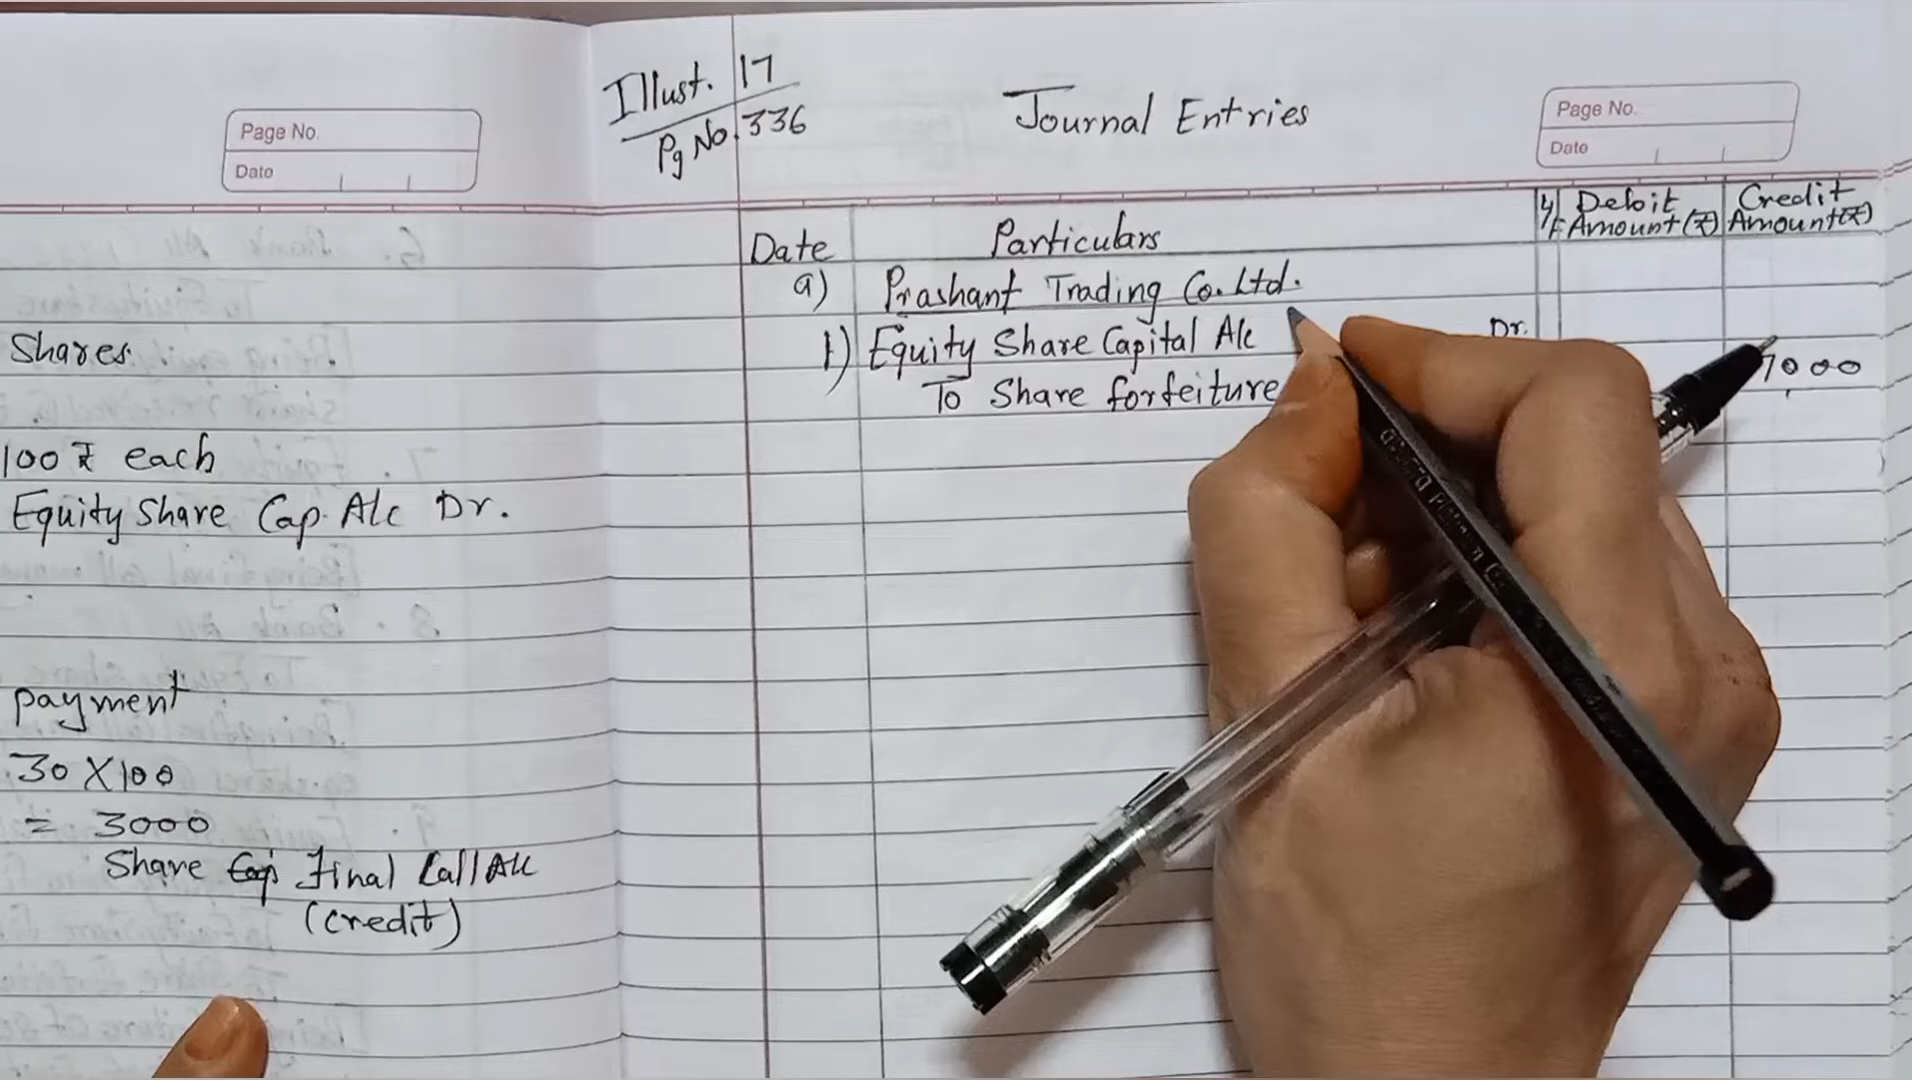 Page No.
Date
Shares.
100 ₹ each
Equity Share Cap. A/c Dr.
payment
30 X 100
= 3000
Share Final Call A/c
(credit)
Illust. 17
Pg No. 336
Journal Entries
Page No.
Date
Date Particulars L/F Debit Amount (₹) Credit Amount (₹)
a) Prashant Trading Co. Ltd.
1) Equity Share Capital A/c Dr.
To Share forfeiture 7000